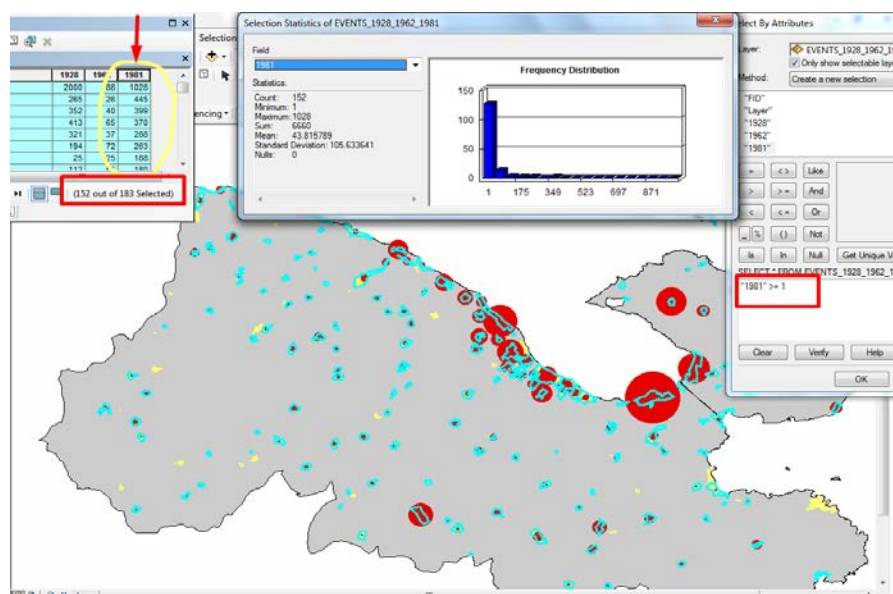 Selection Statistics of EVENTS_1928_1962_1981
Field
1981
Statistics:
Count: 152
Minimum: 1
Maximum: 1028
Sum: 6660
Mean: 43.815789
Standard Deviation: 105.633641
Nulls: 0
Frequency Distribution
150
100
50
0
1 175 349 523 697 871
1928 1981
2000 88 1028
265 26 445
352 40 399
413 65 370
321 37 288
194 72 263
25 75 188
(152 out of 183 Selected)
Selection
encing
elect By Attributes
Layer: EVENTS_1928_1962_19
Only show selectable laye
Method: Create a new selection
"FID"
"Layer"
"1928"
"1962"
"1981"
= < > Like
> > = And
< < = Or
_ % ( ) Not
Is In Null Get Unique V
SELECT * FROM EVENTS_1928_1962_1
"1981" >= 1
Clear Verify Help
OK